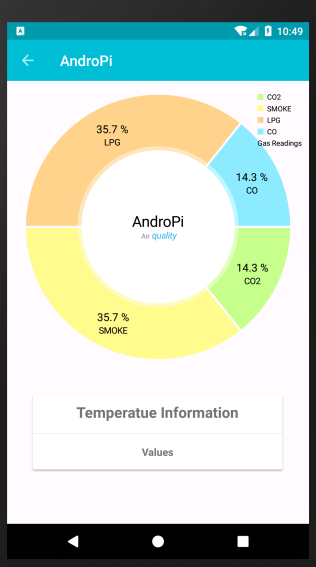 A
10:49
AndroPi
CO2
SMOKE
LPG
CO
Gas Readings
35.7 %
LPG
14.3 %
CO
AndroPi
Air quality
14.3 %
CO2
35.7 %
SMOKE
Temperatue Information
Values